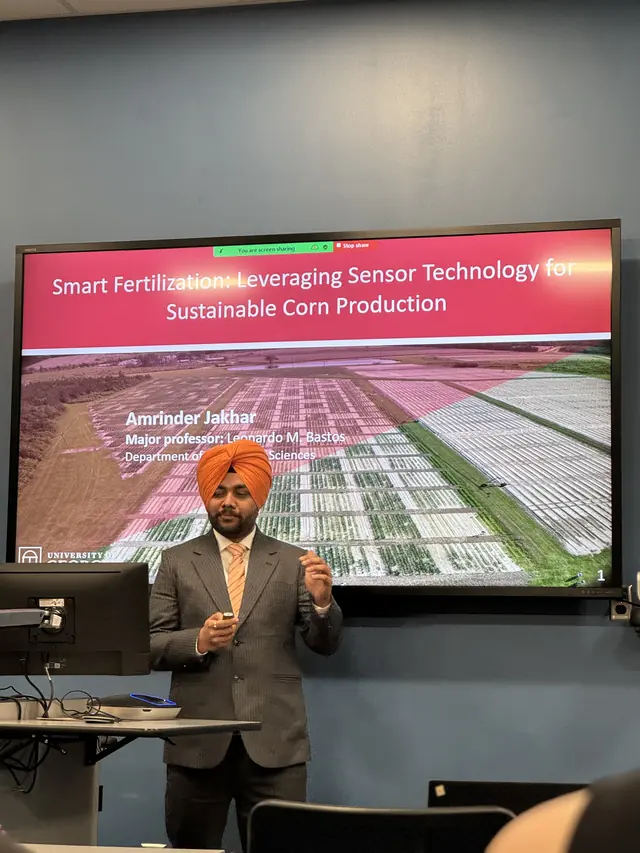 You are screen sharing
Stop share
Smart Fertilization: Leveraging Sensor Technology for
Sustainable Corn Production
Amrinder Jakhar
Major professor: Leonardo M. Bastos
Department of Sciences
UNIVERSITY
1